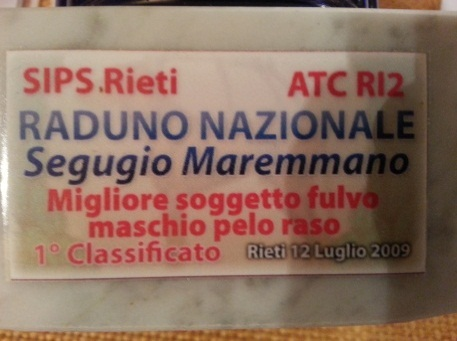 SIPS.Rieti ATC RI2
RADUNO NAZIONALE
Segugio Maremmano
Migliore soggetto fulvo
maschio pelo raso
1° Classificato Rieti 12 Luglio 2009